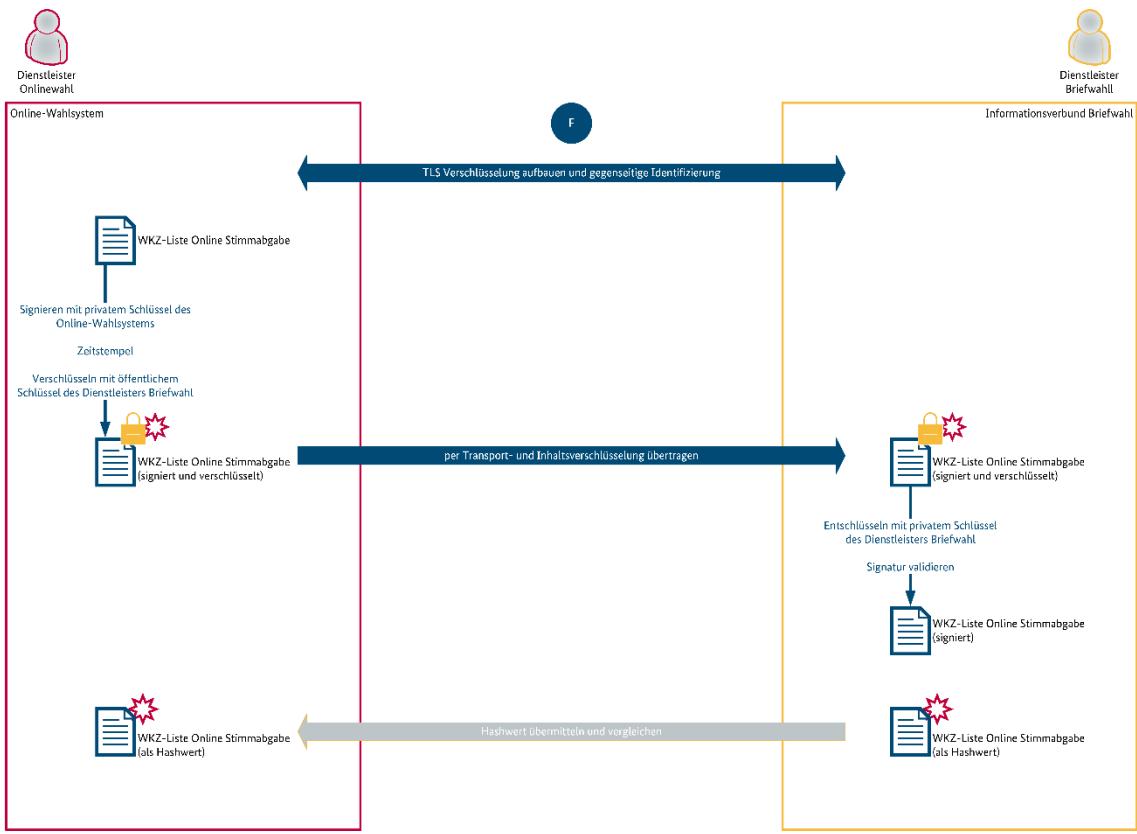 Dienstleister
Onlinewahl
Dienstleister
Briefwahll
Online-Wahlsystem
Informationsverbund Briefwahl
F
TLS Verschlüsselung aufbauen und gegenseitige Identifizierung
WKZ-Liste Online Stimmabgabe
Signieren mit privatem Schlüssel des
Online-Wahlsystems
Zeitstempel
Verschlüsseln mit öffentlichem
Schlüssel des Dienstleisters Briefwahl
WKZ-Liste Online Stimmabgabe
(signiert und verschlüsselt)
per Transport- und Inhaltsverschlüsselung übertragen
WKZ-Liste Online Stimmabgabe
(signiert und verschlüsselt)
Entschlüsseln mit privatem Schlüssel
des Dienstleisters Briefwahl
Signatur validieren
WKZ-Liste Online Stimmabgabe
(signiert)
WKZ-Liste Online Stimmabgabe
(als Hashwert)
Hashwert übermitteln und vergleichen
WKZ-Liste Online Stimmabgabe
(als Hashwert)